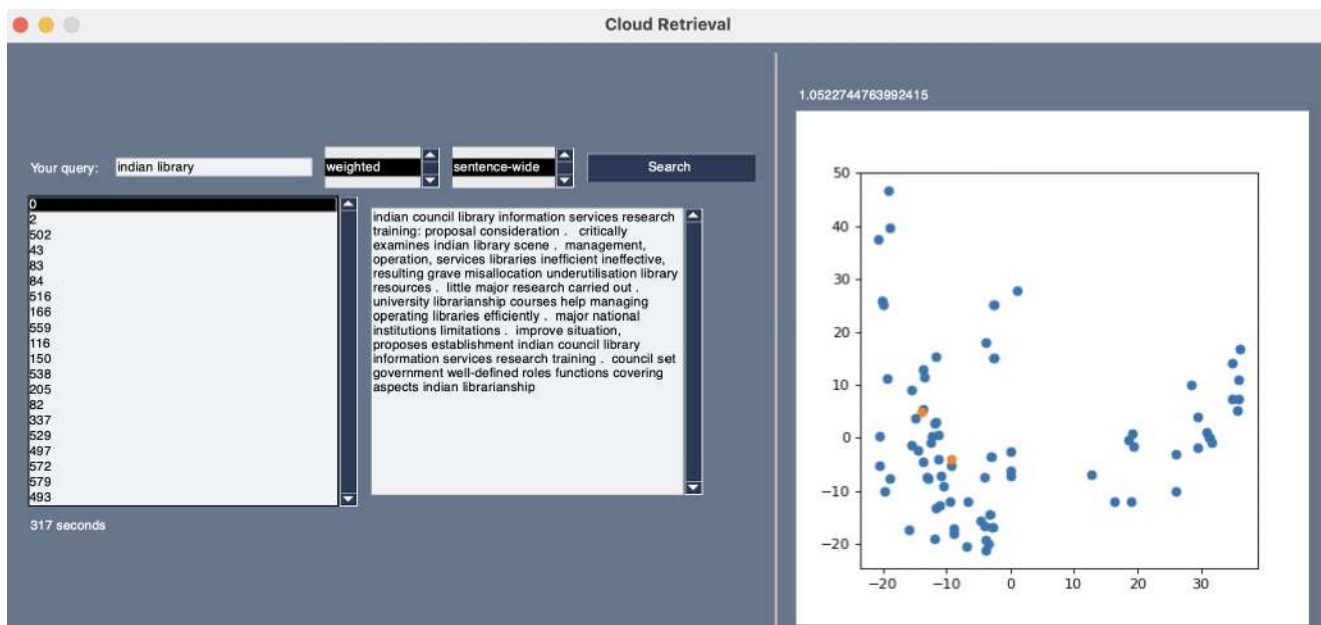 Cloud Retrieval
Your query:
indian library
weighted
sentence-wide
Search
0
2
502
43
83
84
516
166
559
116
150
538
205
82
337
529
497
572
579
493
indian council library information services research
training: proposal consideration . critically
examines indian library scene . management,
operation, services libraries inefficient ineffective,
resulting grave misallocation underutilisation library
resources . little major research carried out .
university librarianship courses help managing
operating libraries efficiently . major national
institutions limitations . improve situation,
proposes establishment indian council library
information services research training . council set
government well-defined roles functions covering
aspects indian librarianship
317 seconds
1.0522744763992415
50
40
30
20
10
0
−10
−20
−20 −10 0 10 20 30